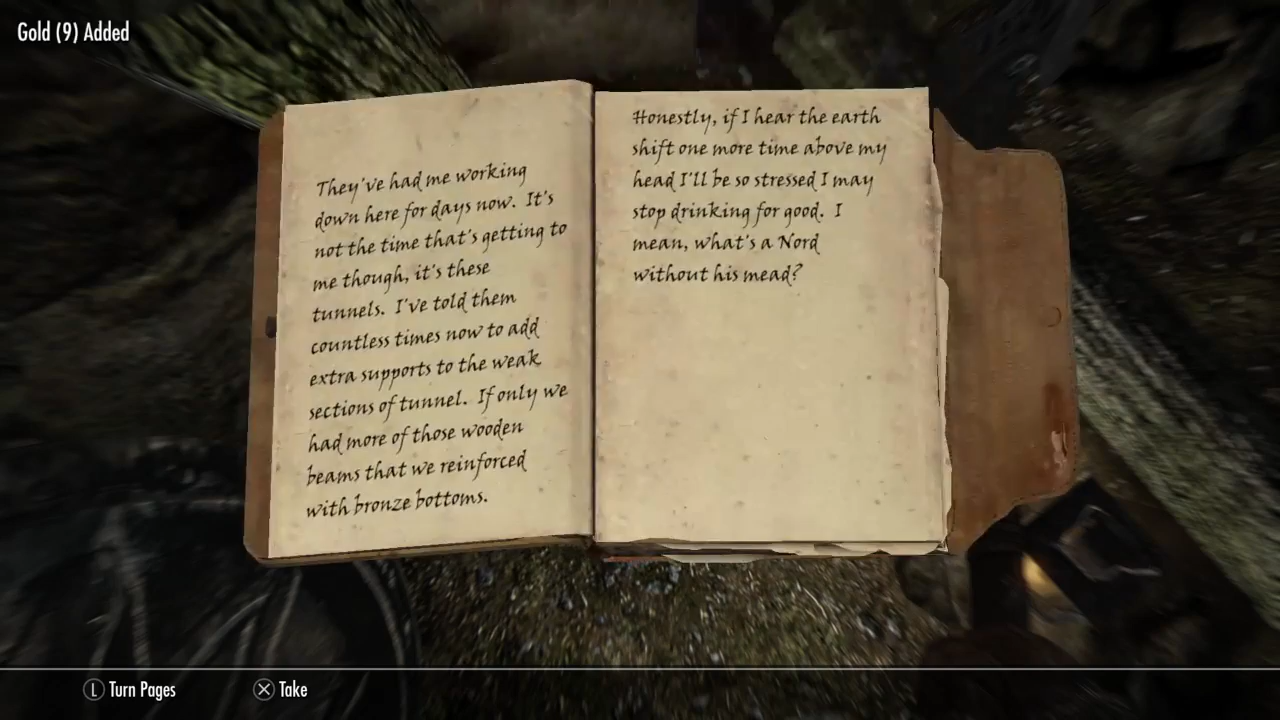 Gold (9) Added
They've had me working
down here for days now. It's
not the time that's getting to
me though, it's these
tunnels. I've told them
countless times now to add
extra supports to the weak
sections of tunnel. If only we
had more of those wooden
beams that we reinforced
with bronze bottoms.
Honestly, if I hear the earth
shift one more time above my
head I'll be so stressed I may
stop drinking for good. I
mean, what's a Nord
without his mead?
L Turn Pages
X Take